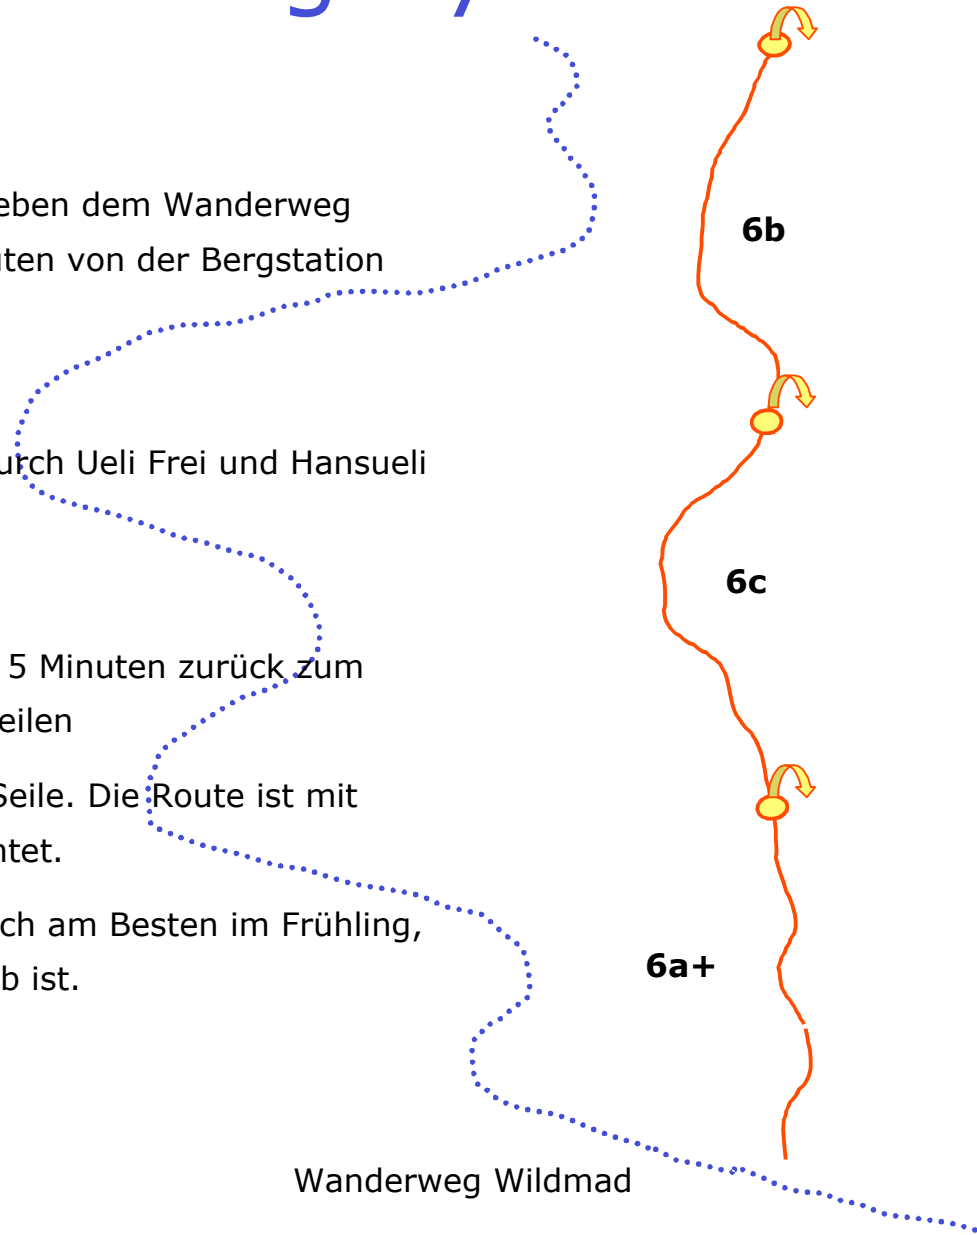 eben dem Wanderweg
ten von der Bergstation
6b
urch Ueli Frei und Hansueli
6c
5 Minuten zurück zum
eilen
Seile. Die Route ist mit
ntet.
ch am Besten im Frühling,
b ist.
6a+
Wanderweg Wildmad